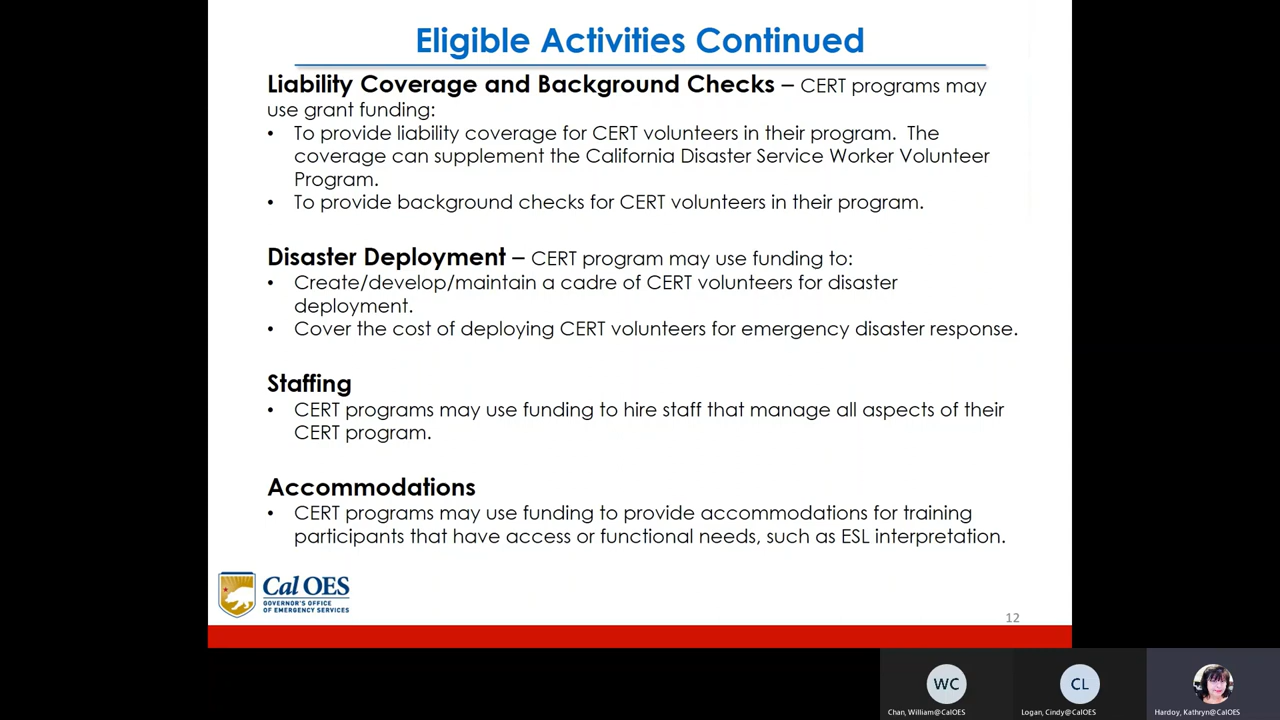 Eligible Activities Continued
Liability Coverage and Background Checks – CERT programs may
use grant funding:
• To provide liability coverage for CERT volunteers in their program. The
coverage can supplement the California Disaster Service Worker Volunteer
Program.
• To provide background checks for CERT volunteers in their program.
Disaster Deployment – CERT program may use funding to:
• Create/develop/maintain a cadre of CERT volunteers for disaster
deployment.
• Cover the cost of deploying CERT volunteers for emergency disaster response.
Staffing
• CERT programs may use funding to hire staff that manage all aspects of their
CERT program.
Accommodations
• CERT programs may use funding to provide accommodations for training
participants that have access or functional needs, such as ESL interpretation.
Cal OES
GOVERNOR'S OFFICE
OF EMERGENCY SERVICES
12
WC
CL
Chan, William@CalOES
Logan, Cindy@CalOES
Hardoy, Kathryn@CalOES